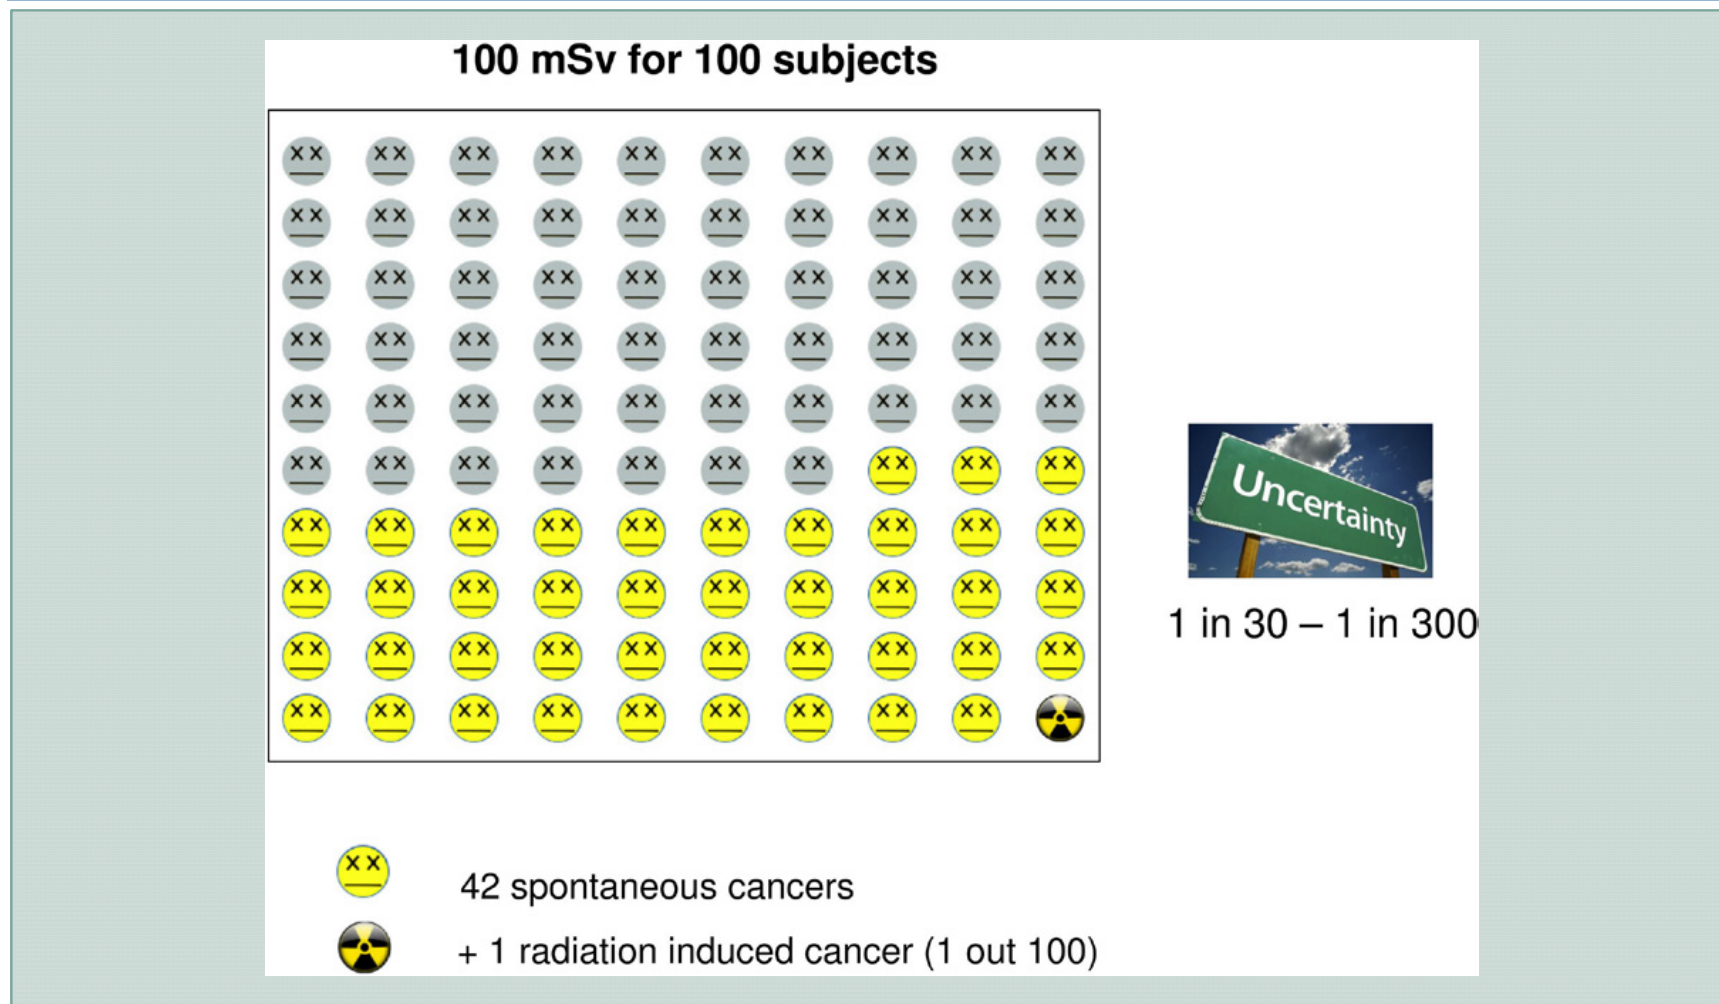 100 mSv for 100 subjects
Uncertainty
1 in 30 – 1 in 300
42 spontaneous cancers
+ 1 radiation induced cancer (1 out 100)